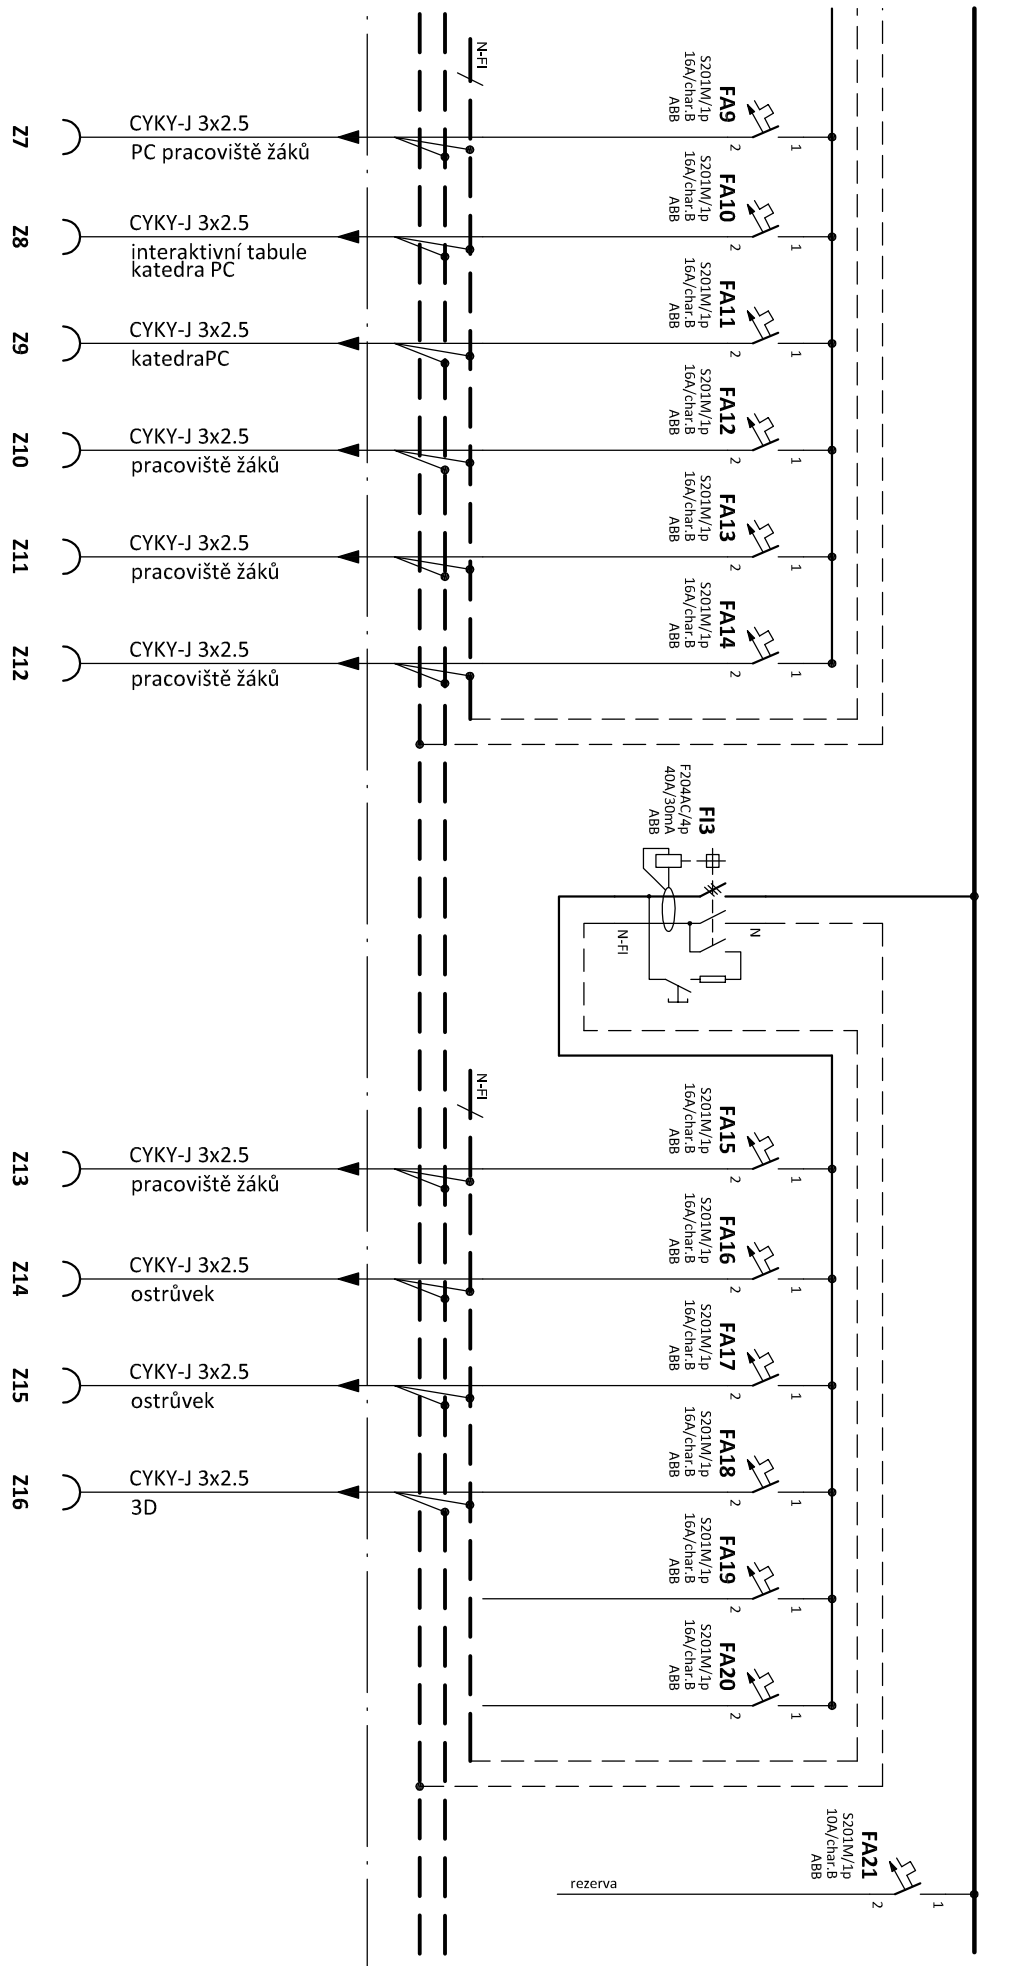 N-FI
FA9
S201M/1p
16A/char.B
ABB
1
2
CYKY-J 3x2.5
PC pracoviště žáků
Z7
FA10
S201M/1p
16A/char.B
ABB
1
2
CYKY-J 3x2.5
interaktivní tabule
katedra PC
Z8
FA11
S201M/1p
16A/char.B
ABB
1
2
CYKY-J 3x2.5
katedraPC
Z9
FA12
S201M/1p
16A/char.B
ABB
1
2
CYKY-J 3x2.5
pracoviště žáků
Z10
FA13
S201M/1p
16A/char.B
ABB
1
2
CYKY-J 3x2.5
pracoviště žáků
Z11
FA14
S201M/1p
16A/char.B
ABB
1
2
CYKY-J 3x2.5
pracoviště žáků
Z12
FI3
F204AC/4p
40A/30mA
ABB
N
N-FI
N-FI
FA15
S201M/1p
16A/char.B
ABB
1
2
CYKY-J 3x2.5
pracoviště žáků
Z13
FA16
S201M/1p
16A/char.B
ABB
1
2
CYKY-J 3x2.5
ostrůvek
Z14
FA17
S201M/1p
16A/char.B
ABB
1
2
CYKY-J 3x2.5
ostrůvek
Z15
FA18
S201M/1p
16A/char.B
ABB
1
2
CYKY-J 3x2.5
3D
Z16
FA19
S201M/1p
16A/char.B
ABB
1
2
FA20
S201M/1p
16A/char.B
ABB
1
2
FA21
S201M/1p
10A/char.B
ABB
1
2
rezerva